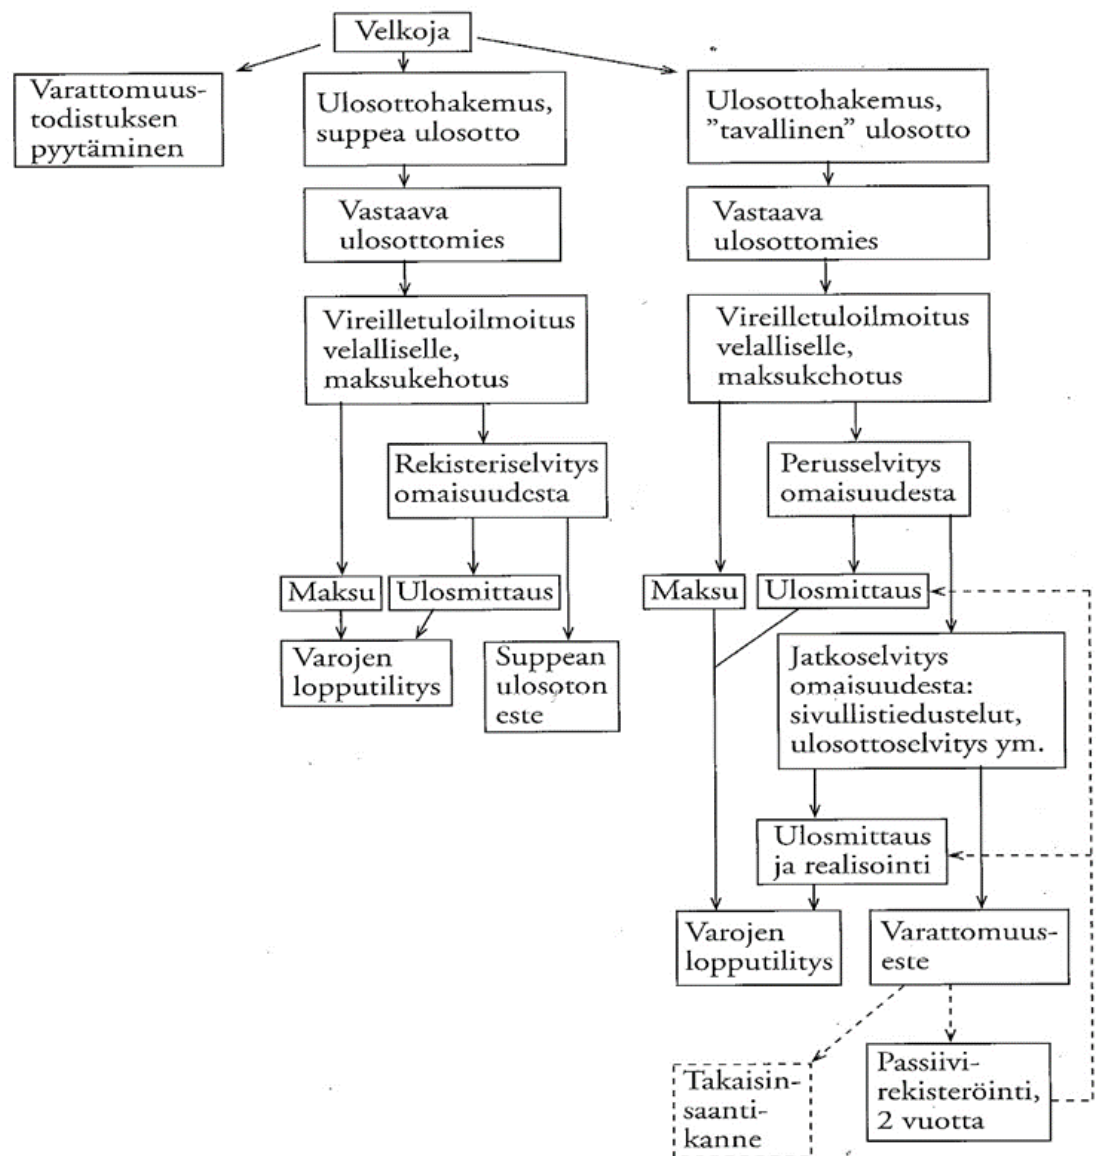 Velkoja
Varattomuus-
todistuksen
pyytäminen
Ulosottohakemus,
suppea ulosotto
Ulosottohakemus,
”tavallinen” ulosotto
Vastaava
ulosottomies
Vastaava
ulosottomies
Vireilletuloilmoitus
velalliselle,
maksukehotus
Vireilletuloilmoitus
velalliselle,
maksukehotus
Rekisteriselvitys
omaisuudesta
Perusselvitys
omaisuudesta
Maksu
Ulosmittaus
Maksu
Ulosmittaus
Varojen
lopputilitys
Suppean
ulosoton
este
Jatkoselvitys
omaisuudesta:
sivullistiedustelut,
ulosottoselvitys ym.
Ulosmittaus
ja realisointi
Varojen
lopputilitys
Varattomuus-
este
Takaisin-
saanti-
kanne
Passiivi-
rekisteröinti,
2 vuotta